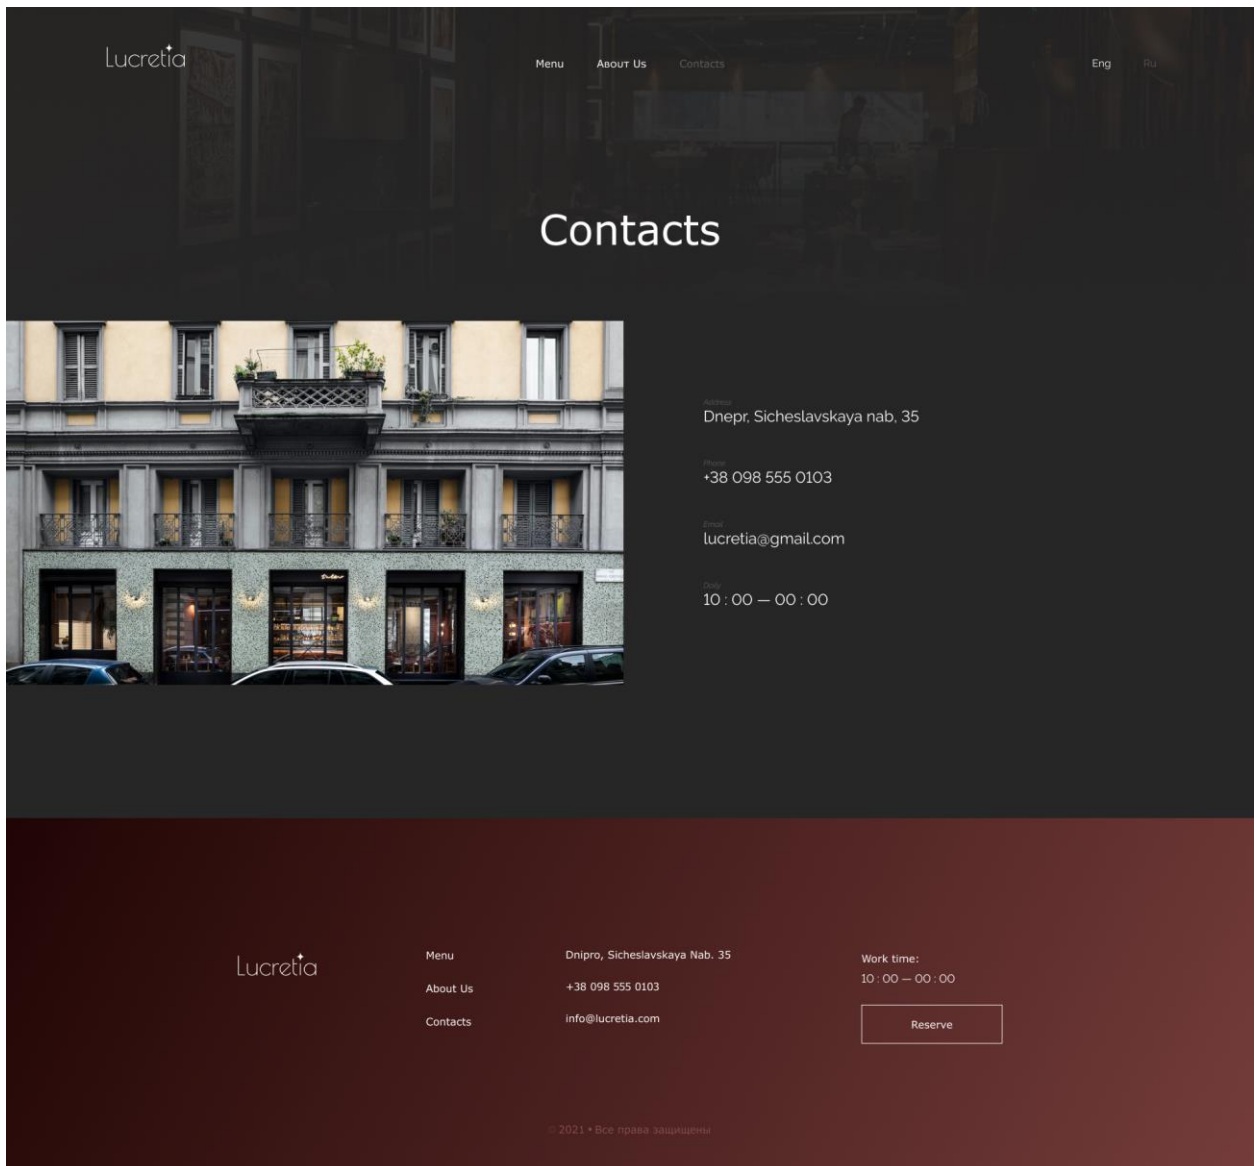 Lucretia
Menu About Us Contacts
Eng Ru
Contacts
Address
Dnepr, Sicheslavskaya nab, 35
Phone
+38 098 555 0103
Email
lucretia@gmail.com
Daily
10 : 00 — 00 : 00
Lucretia
Menu
About Us
Contacts
Dnipro, Sicheslavskaya Nab. 35
+38 098 555 0103
info@lucretia.com
Work time:
10 : 00 — 00 : 00
Reserve
© 2021 • Все права защищены